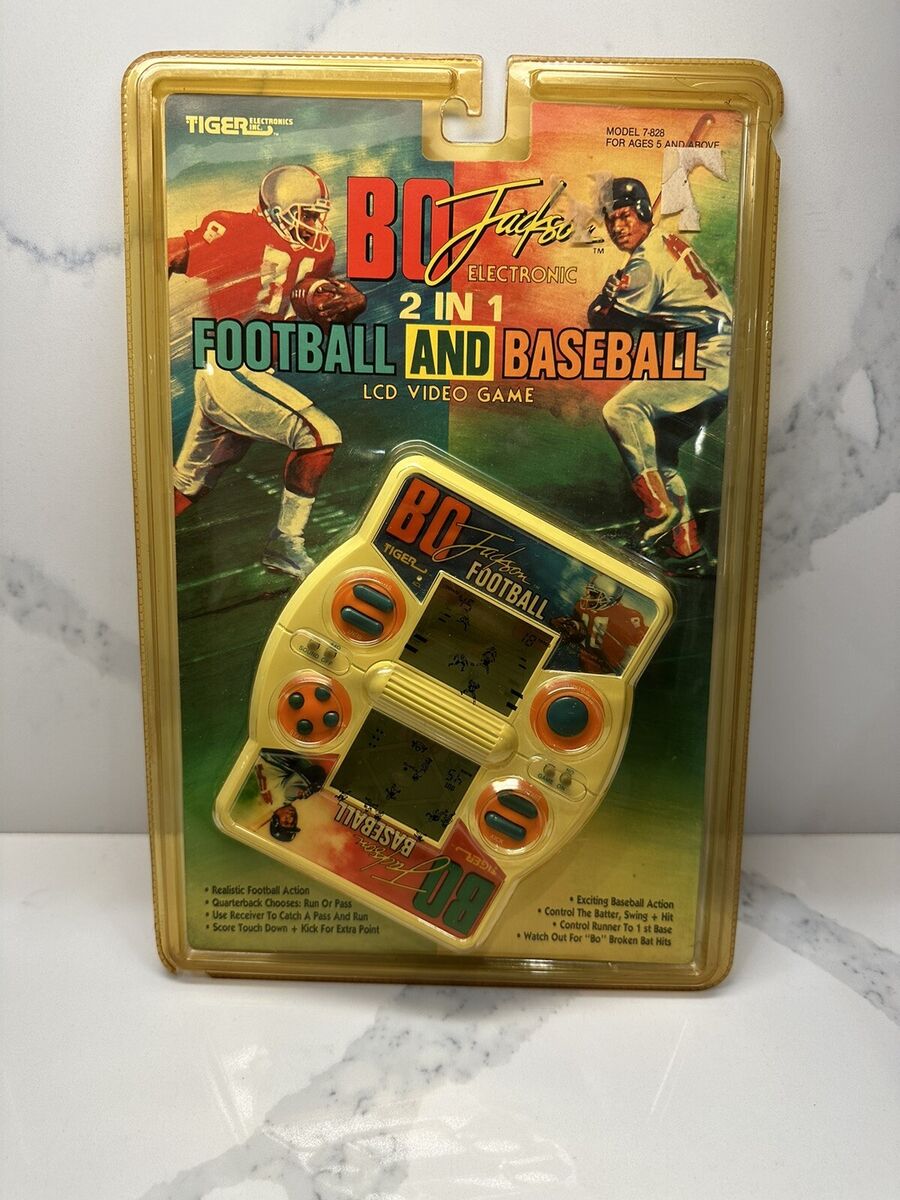 TIGER ELECTRONICS INC.™
MODEL 7-828
FOR AGES 5 AND ABOVE
BO Jackson™
ELECTRONIC
2 IN 1
FOOTBALL AND BASEBALL
LCD VIDEO GAME
BO Jackson
TIGER
FOOTBALL
SOUND OFF
18
GAME ON
BASEBALL
BO Jackson
TIGER
• Realistic Football Action
• Quarterback Chooses: Run Or Pass
• Use Receiver To Catch A Pass And Run
• Score Touch Down + Kick For Extra Point
• Exciting Baseball Action
• Control The Batter, Swing + Hit
• Control Runner To 1 st Base
• Watch Out For "Bo" Broken Bat Hits